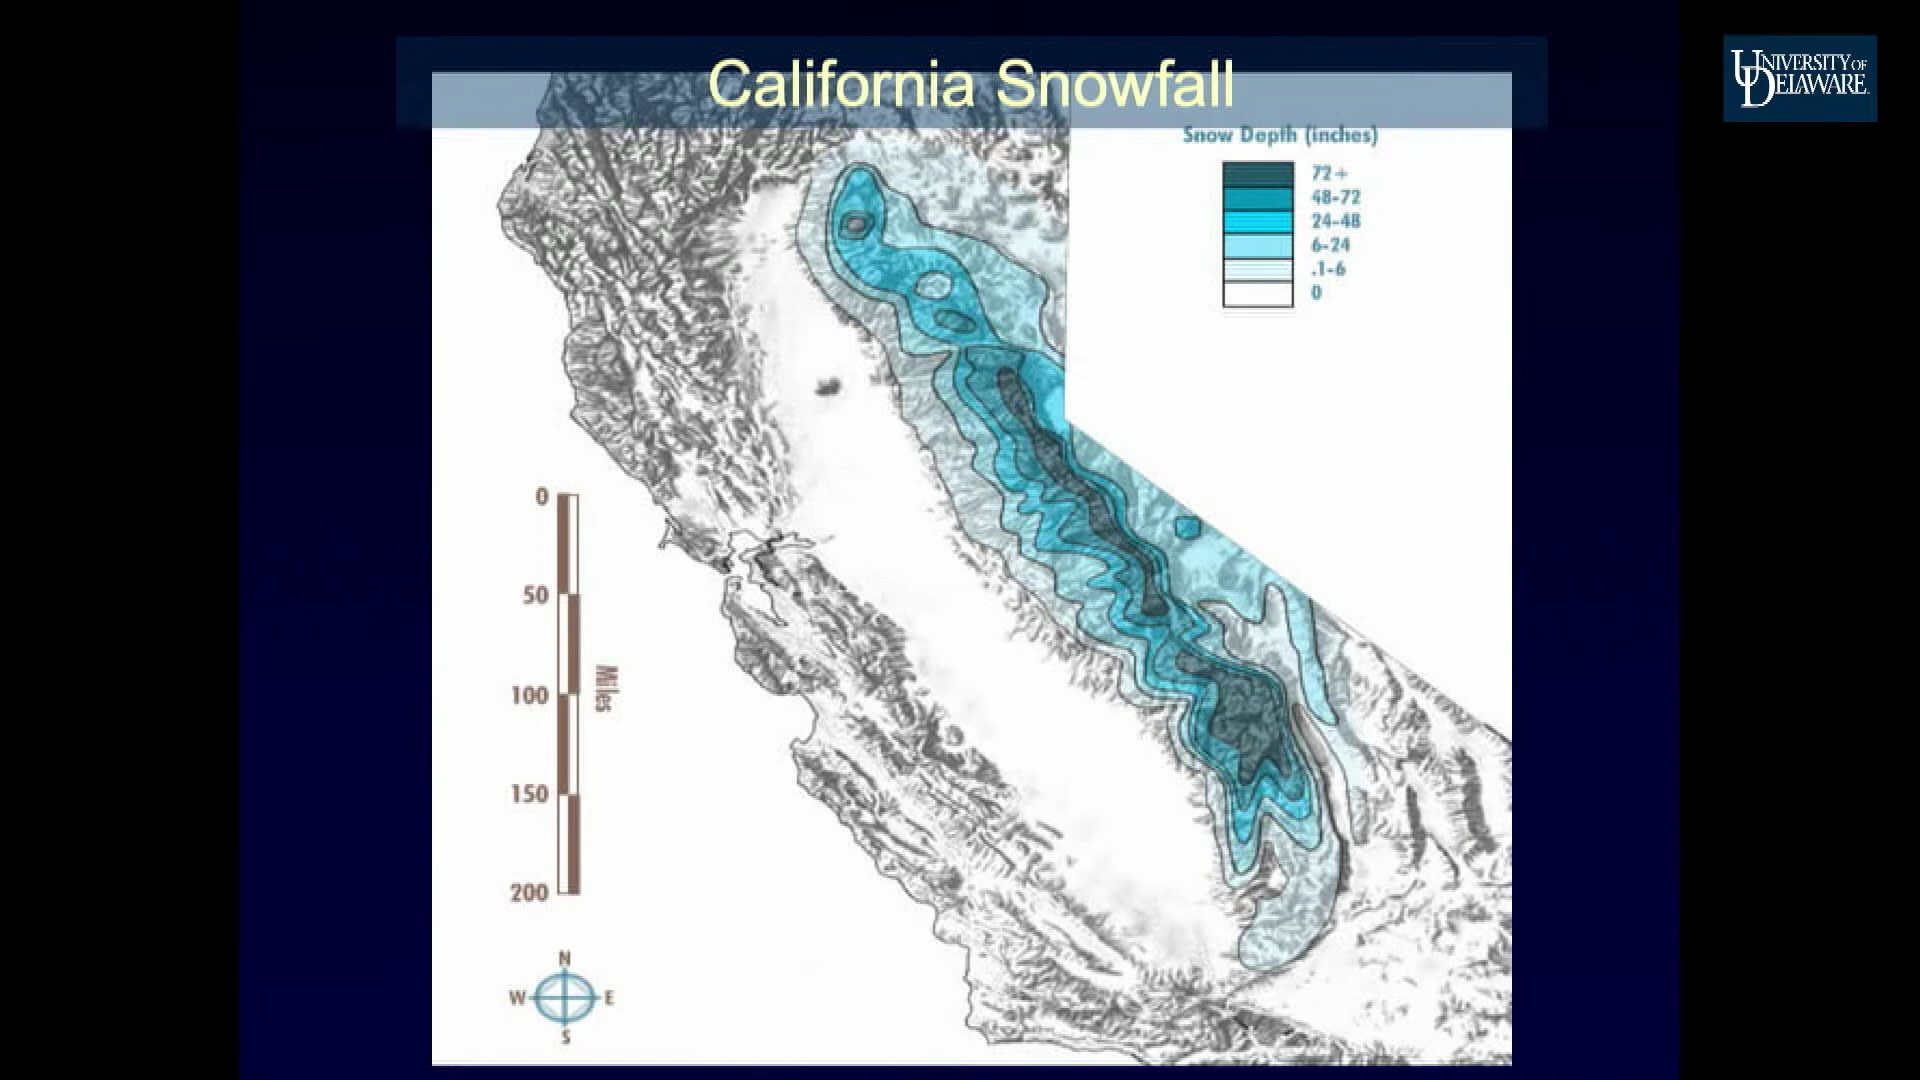 California Snowfall
UNIVERSITY OF
DELAWARE
Snow Depth (inches)
72+
48-72
24-48
6-24
.1-6
0
0
50
100
150
200
Miles
N
W E
S